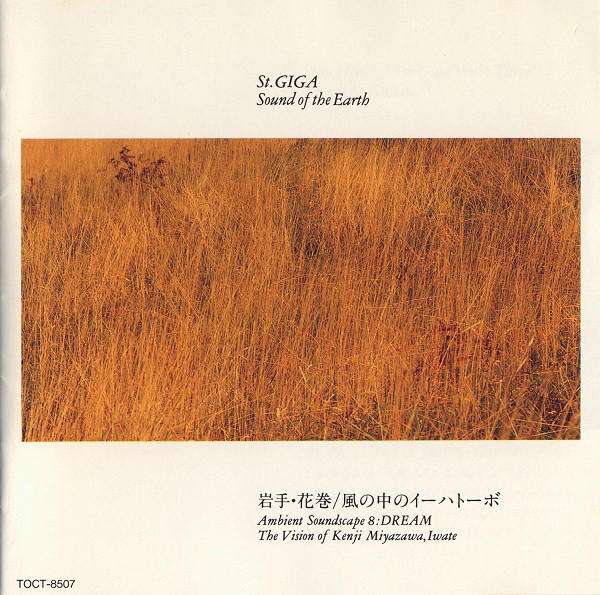 St.GIGA
Sound of the Earth
岩手・花巻/風の中のイーハトーボ
Ambient Soundscape 8:DREAM
The Vision of Kenji Miyazawa,Iwate
TOCT-8507